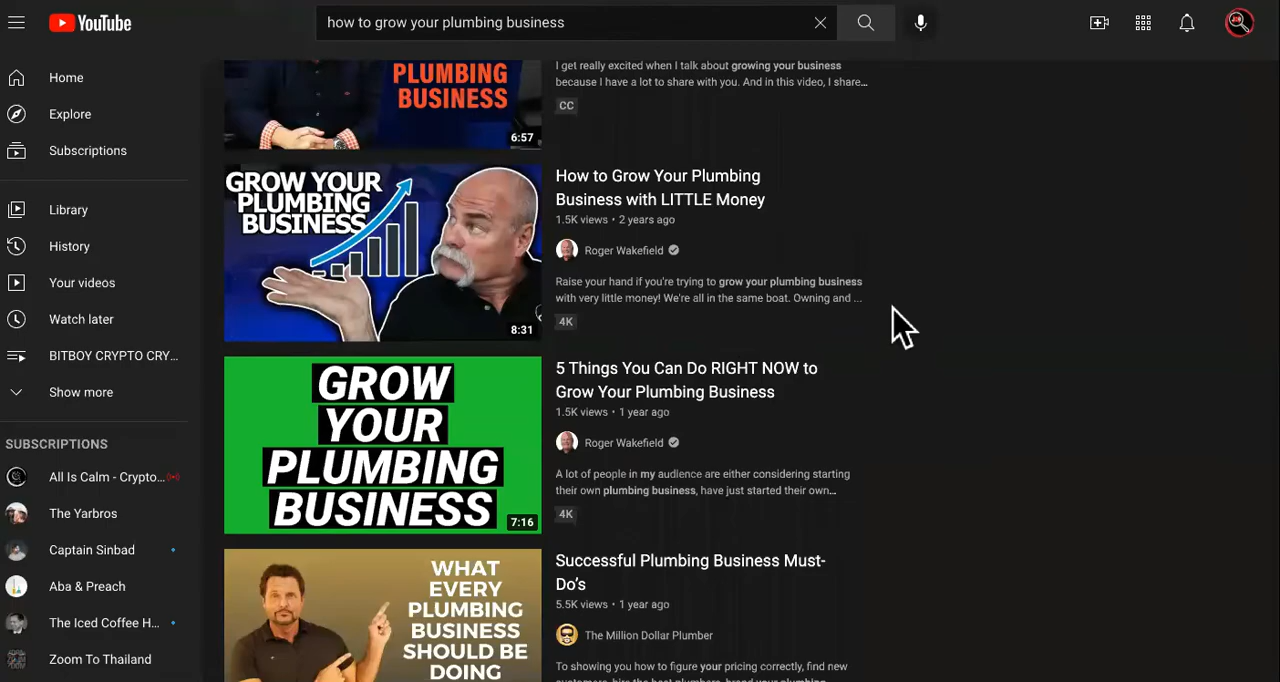 YouTube
how to grow your plumbing business
Home
Explore
Subscriptions
Library
History
Your videos
Watch later
BITBOY CRYPTO CRY...
Show more
SUBSCRIPTIONS
All Is Calm - Crypto...
The Yarbros
Captain Sinbad
Aba & Preach
The Iced Coffee H...
Zoom To Thailand
PLUMBING
BUSINESS
6:57
I get really excited when I talk about growing your business
because I have a lot to share with you. And in this video, I share...
CC
GROW YOUR
PLUMBING
BUSINESS
8:31
How to Grow Your Plumbing
Business with LITTLE Money
1.5K views • 2 years ago
Roger Wakefield
Raise your hand if you're trying to grow your plumbing business
with very little money! We're all in the same boat. Owning and ...
4K
GROW
YOUR
PLUMBING
BUSINESS
7:16
5 Things You Can Do RIGHT NOW to
Grow Your Plumbing Business
1.5K views • 1 year ago
Roger Wakefield
A lot of people in my audience are either considering starting
their own plumbing business, have just started their own...
4K
WHAT
EVERY
PLUMBING
BUSINESS
SHOULD BE
DOING
Successful Plumbing Business Must-
Do's
5.5K views • 1 year ago
The Million Dollar Plumber
To showing you how to figure your pricing correctly, find new
customers, hire the best plumbers, brand your plumbing